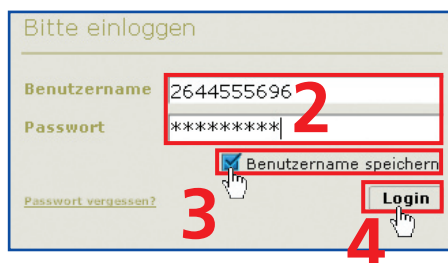 Bitte einloggen
Benutzername 2644555696 2
Passwort *********
Benutzername speichern
3
Passwort vergessen? Login
4